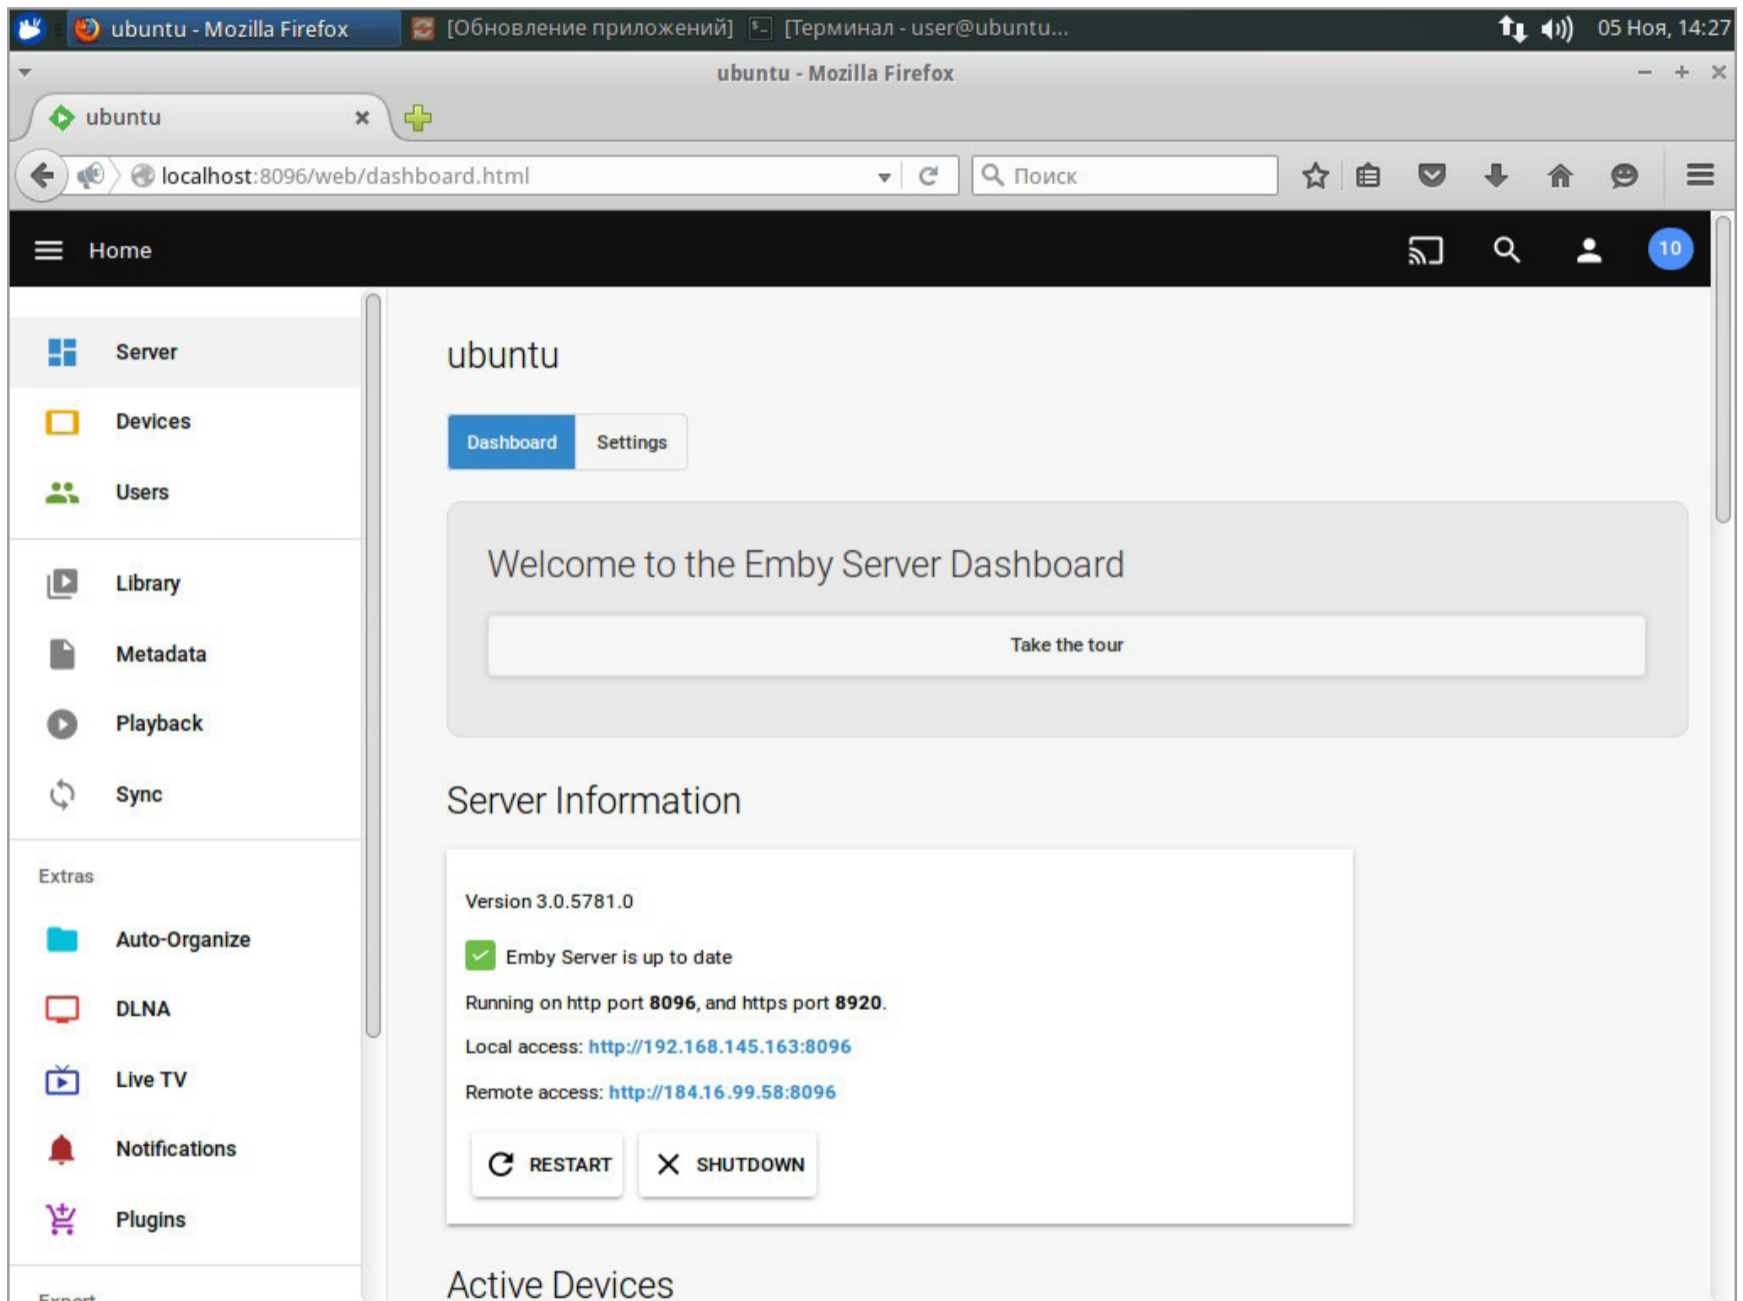 ubuntu - Mozilla Firefox [Обновление приложений] [Терминал - user@ubuntu... 05 Ноя, 14:27
ubuntu - Mozilla Firefox
ubuntu
localhost:8096/web/dashboard.html Поиск
Home 10
Server
Devices
Users
Library
Metadata
Playback
Sync
Extras
Auto-Organize
DLNA
Live TV
Notifications
Plugins
Expert
ubuntu
Dashboard Settings
Welcome to the Emby Server Dashboard
Take the tour
Server Information
Version 3.0.5781.0
Emby Server is up to date
Running on http port 8096, and https port 8920.
Local access: http://192.168.145.163:8096
Remote access: http://184.16.99.58:8096
RESTART SHUTDOWN
Active Devices